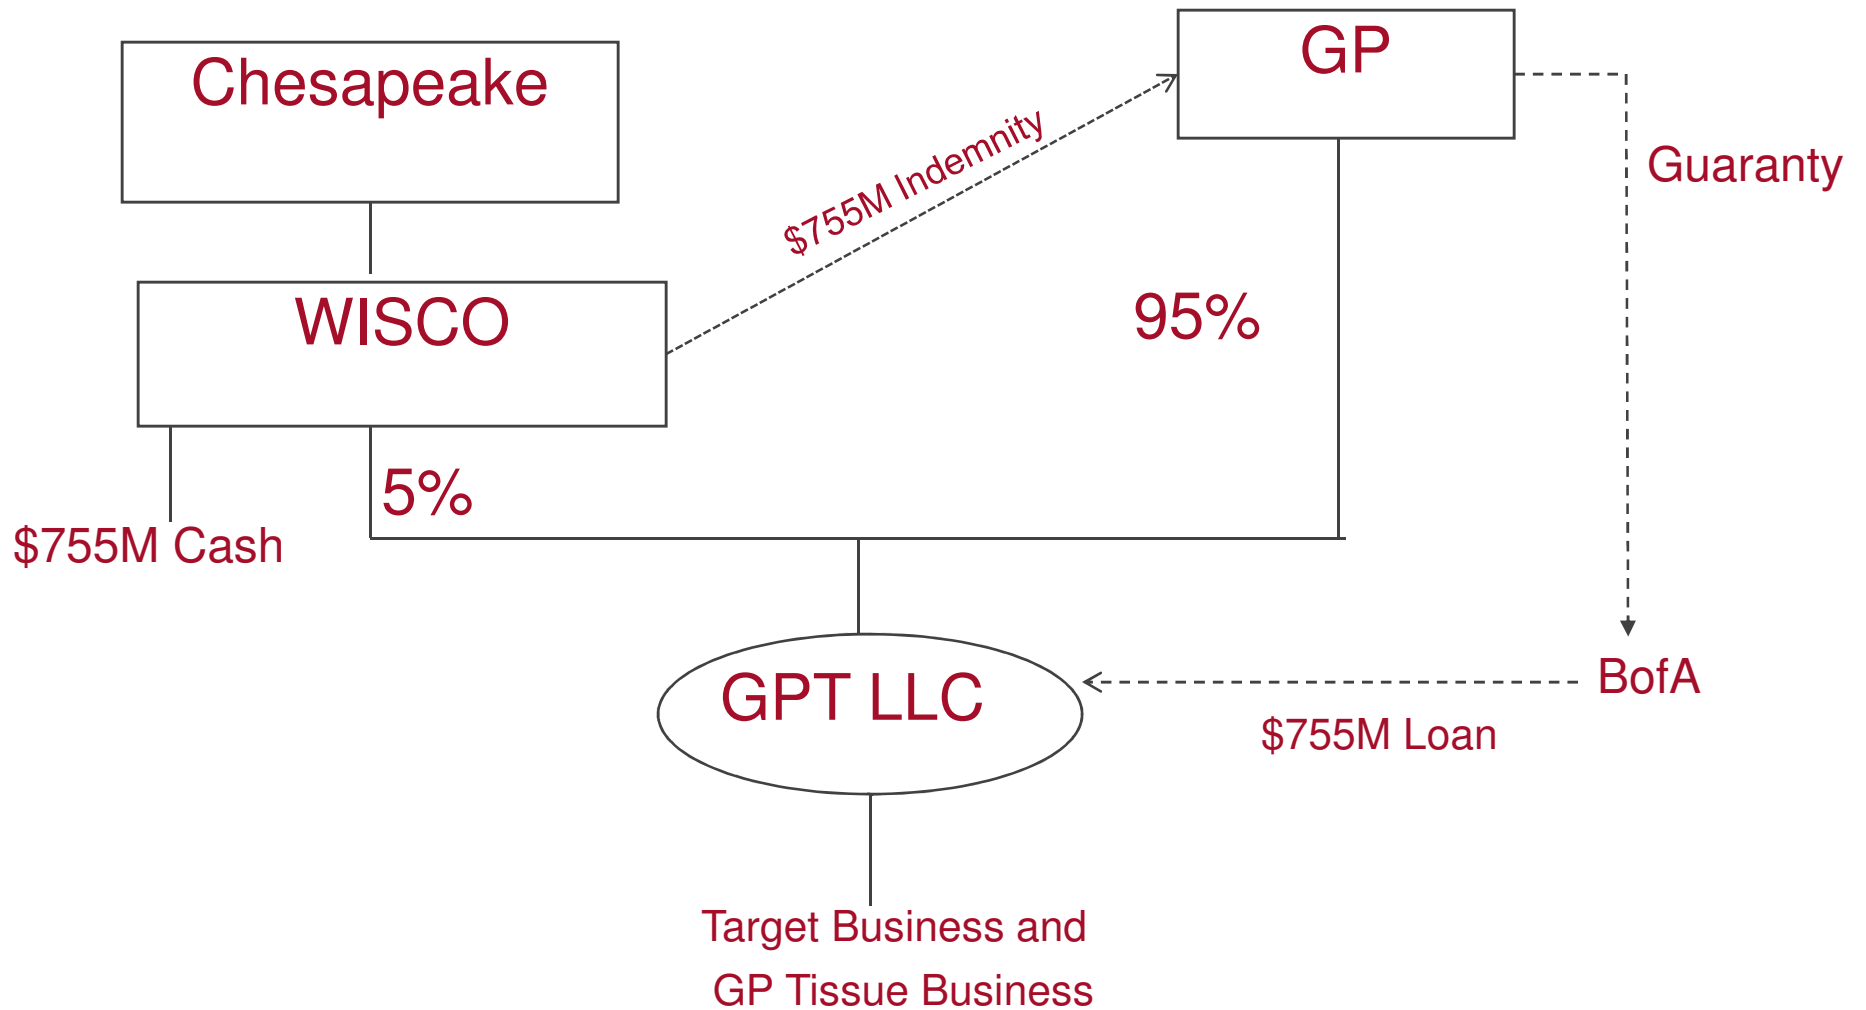 Chesapeake
GP
$755M Indemnity
Guaranty
WISCO
95%
5%
$755M Cash
GPT LLC
BofA
$755M Loan
Target Business and
GP Tissue Business